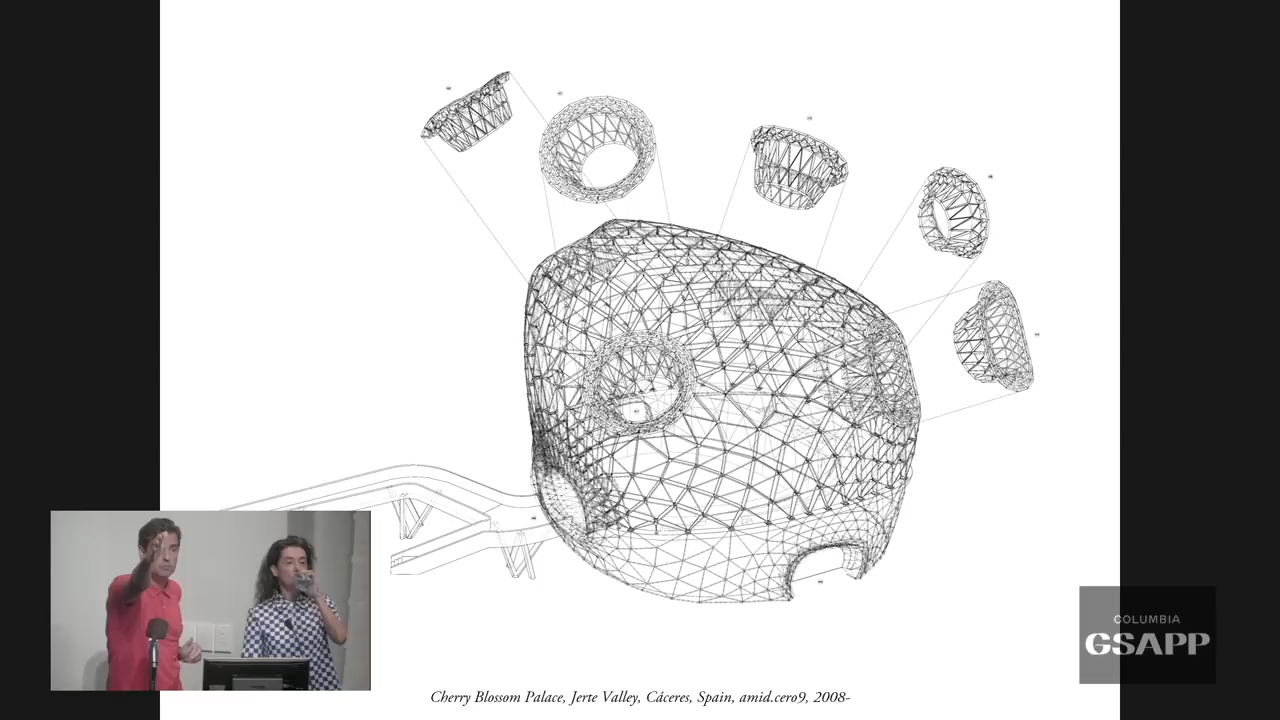 COLUMBIA
GSAPP
Cherry Blossom Palace, Jerte Valley, Cáceres, Spain, amid.cero9, 2008-